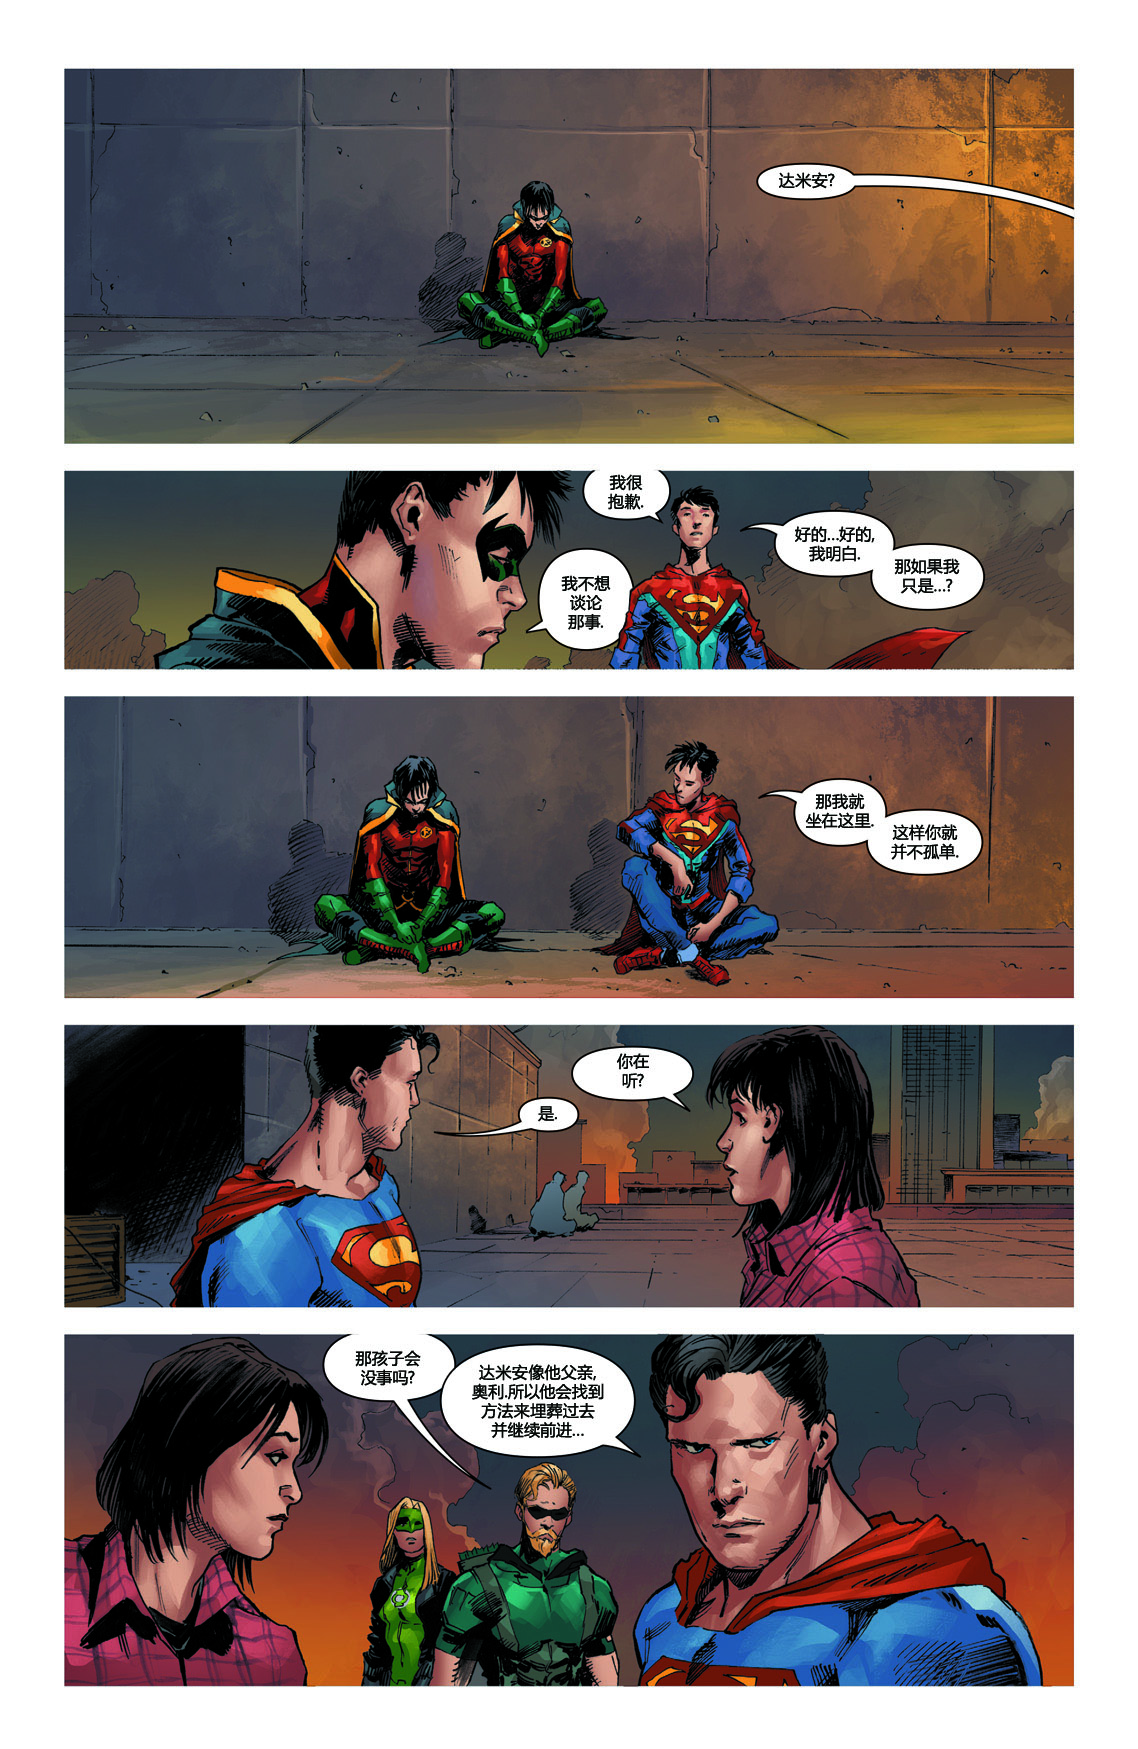 达米安?
我很
抱歉.
我不想
谈论
那事.
好的...好的,
我明白.
那如果我
只是...?
那我就
坐在这里.
这样你就
并不孤单.
你在
听?
是.
那孩子会
没事吗?
达米安像他父亲,
奥利.所以他会找到
方法来埋葬过去
并继续前进...